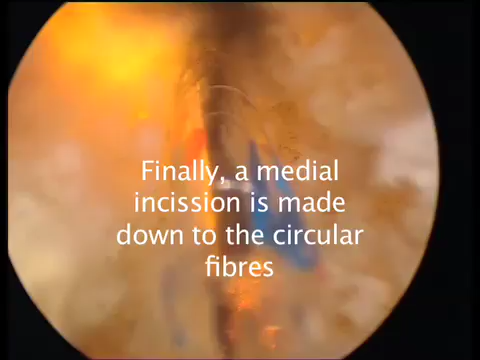 Finally, a medial
incission is made
down to the circular
fibres